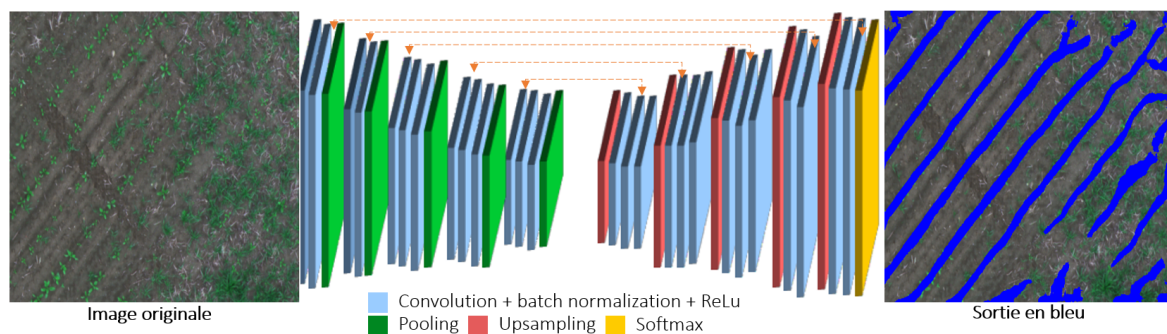 Image originale
Convolution + batch normalization + ReLu
Pooling
Upsampling
Softmax
Sortie en bleu